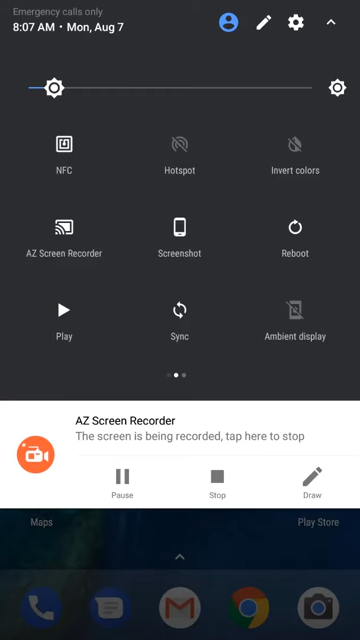 Emergency calls only
8:07 AM • Mon, Aug 7
NFC
Hotspot
Invert colors
AZ Screen Recorder
Screenshot
Reboot
Play
Sync
Ambient display
AZ Screen Recorder
The screen is being recorded, tap here to stop
Pause
Stop
Draw
Maps
Play Store